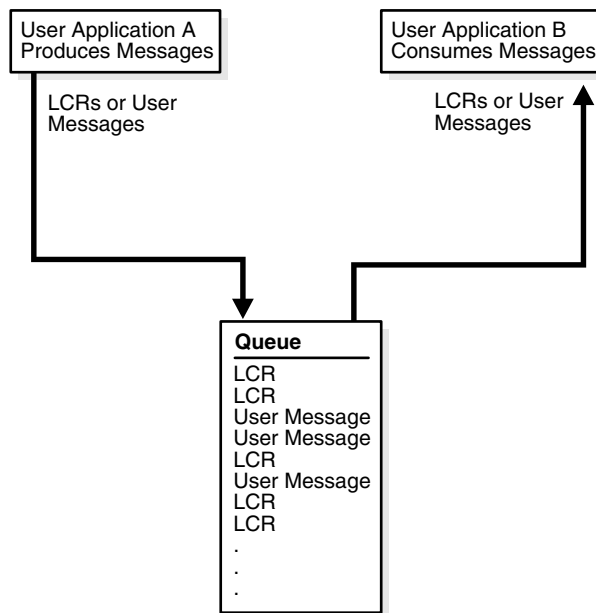 User Application A
Produces Messages
User Application B
Consumes Messages
LCRs or User
Messages
LCRs or User
Messages
Queue
LCR
LCR
User Message
User Message
LCR
User Message
LCR
LCR
.
.
.